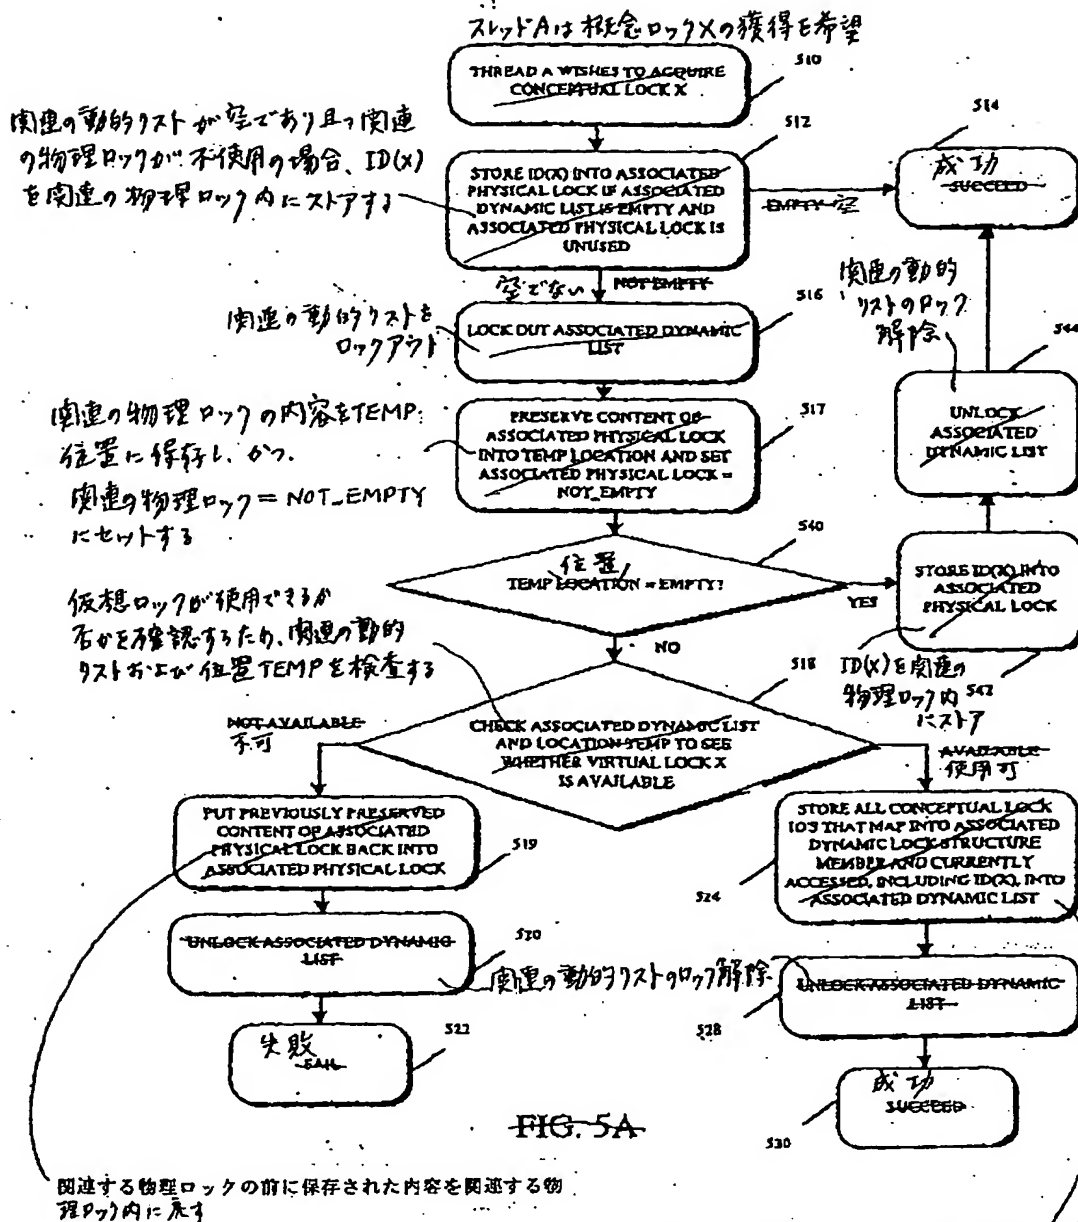 スレッドAは概念ロックXの獲得を希望
510
THREAD A WISHES TO ACQUIRE
CONCEPTUAL LOCK X
関連の動的リストが空であり且つ関連
の物理ロックが不使用の場合、ID(x)
を関連の物理ロック内にストアする
512
STORE ID(X) INTO ASSOCIATED
PHYSICAL LOCK IF ASSOCIATED
DYNAMIC LIST IS EMPTY AND
ASSOCIATED PHYSICAL LOCK IS
UNUSED
EMPTY 空
514
成功
SUCCEED
空でない NOT EMPTY
関連の動的リストを
ロックアウト
516
LOCK OUT ASSOCIATED DYNAMIC
LIST
関連の動的
リストのロック
解除
544
UNLOCK
ASSOCIATED
DYNAMIC LIST
関連の物理ロックの内容をTEMP
位置に保存し、かつ、
関連の物理ロック=NOT_EMPTY
にセットする
517
PRESERVE CONTENT OF
ASSOCIATED PHYSICAL LOCK
INTO TEMP LOCATION AND SET
ASSOCIATED PHYSICAL LOCK =
NOT_EMPTY
540
位置
TEMP LOCATION = EMPTY?
YES
NO
STORE ID(X) INTO
ASSOCIATED
PHYSICAL LOCK
542
ID(X)を関連の
物理ロック内
にストア
仮想ロックが使用できるか
否かを確認するため、関連の動的
リストおよび位置TEMPを検査する
518
CHECK ASSOCIATED DYNAMIC LIST
AND LOCATION TEMP TO SEE
WHETHER VIRTUAL LOCK X
IS AVAILABLE
NOT AVAILABLE
不可
AVAILABLE
使用可
PUT PREVIOUSLY PRESERVED
CONTENT OF ASSOCIATED
PHYSICAL LOCK BACK INTO
ASSOCIATED PHYSICAL LOCK
519
STORE ALL CONCEPTUAL LOCK
IDS THAT MAP INTO ASSOCIATED
DYNAMIC LOCK STRUCTURE
MEMBER AND CURRENTLY
ACCESSED, INCLUDING ID(X), INTO
ASSOCIATED DYNAMIC LIST
524
UNLOCK ASSOCIATED DYNAMIC
LIST
520
関連の動的リストのロック解除
UNLOCK ASSOCIATED DYNAMIC
LIST
528
失敗
FAIL
522
成功
SUCCEED
530
FIG. 5A
関連する物理ロックの前に保存された内容を関連する物
理ロック内に戻す